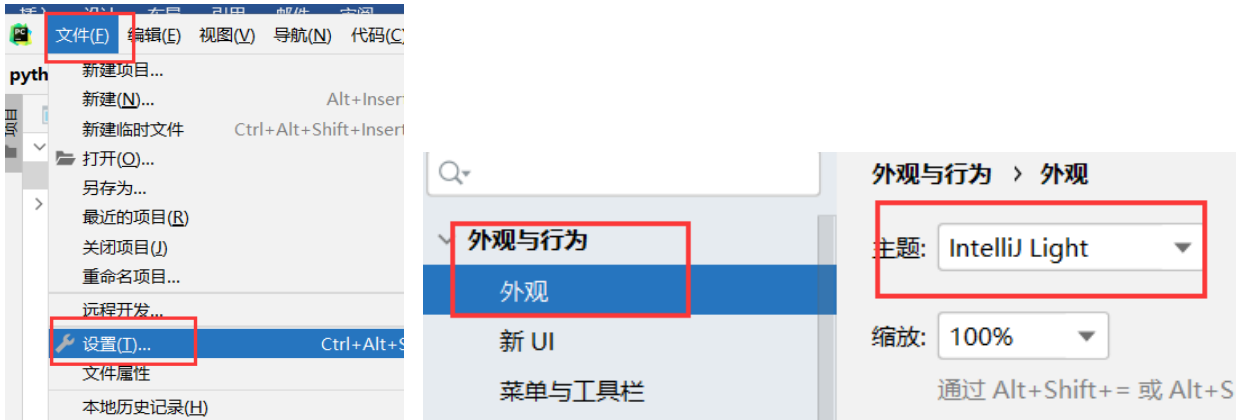 文件(F) 编辑(E) 视图(V) 导航(N) 代码(C)
pyth
新建项目...
新建(N)... Alt+Insert
新建临时文件 Ctrl+Alt+Shift+Insert
打开(O)...
另存为...
最近的项目(R)
关闭项目(J)
重命名项目...
远程开发...
设置(T)... Ctrl+Alt+S
文件属性
本地历史记录(H)
外观与行为
外观
新 UI
菜单与工具栏
外观与行为 › 外观
主题: IntelliJ Light
缩放: 100%
通过 Alt+Shift+= 或 Alt+S